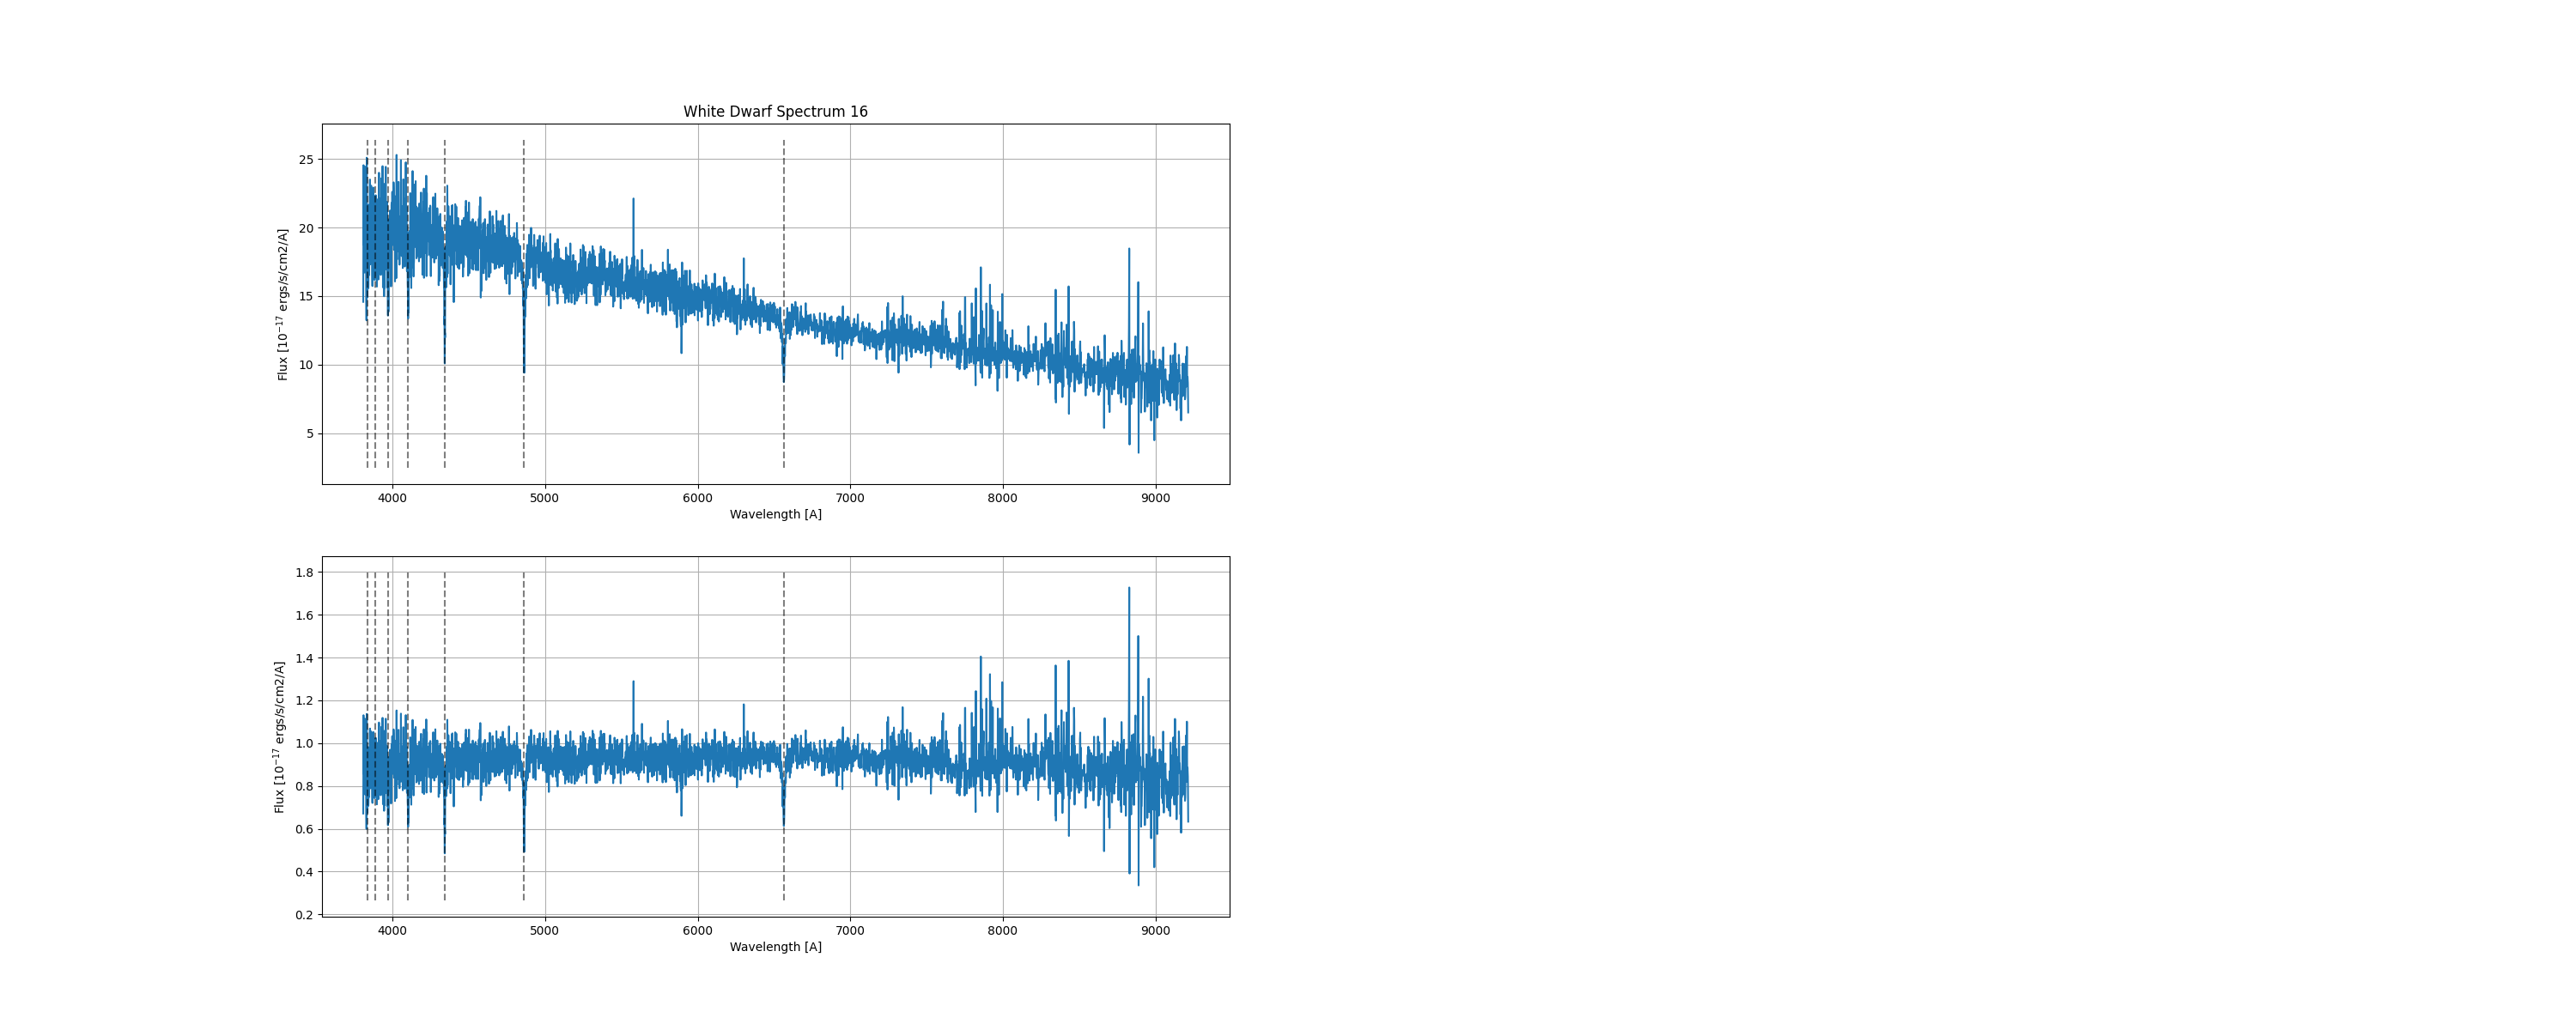 White Dwarf Spectrum 16
Flux [10⁻¹⁷ ergs/s/cm2/A]
25
20
15
10
5
4000 5000 6000 7000 8000 9000
Wavelength [A]
Flux [10⁻¹⁷ ergs/s/cm2/A]
1.8
1.6
1.4
1.2
1.0
0.8
0.6
0.4
0.2
4000 5000 6000 7000 8000 9000
Wavelength [A]